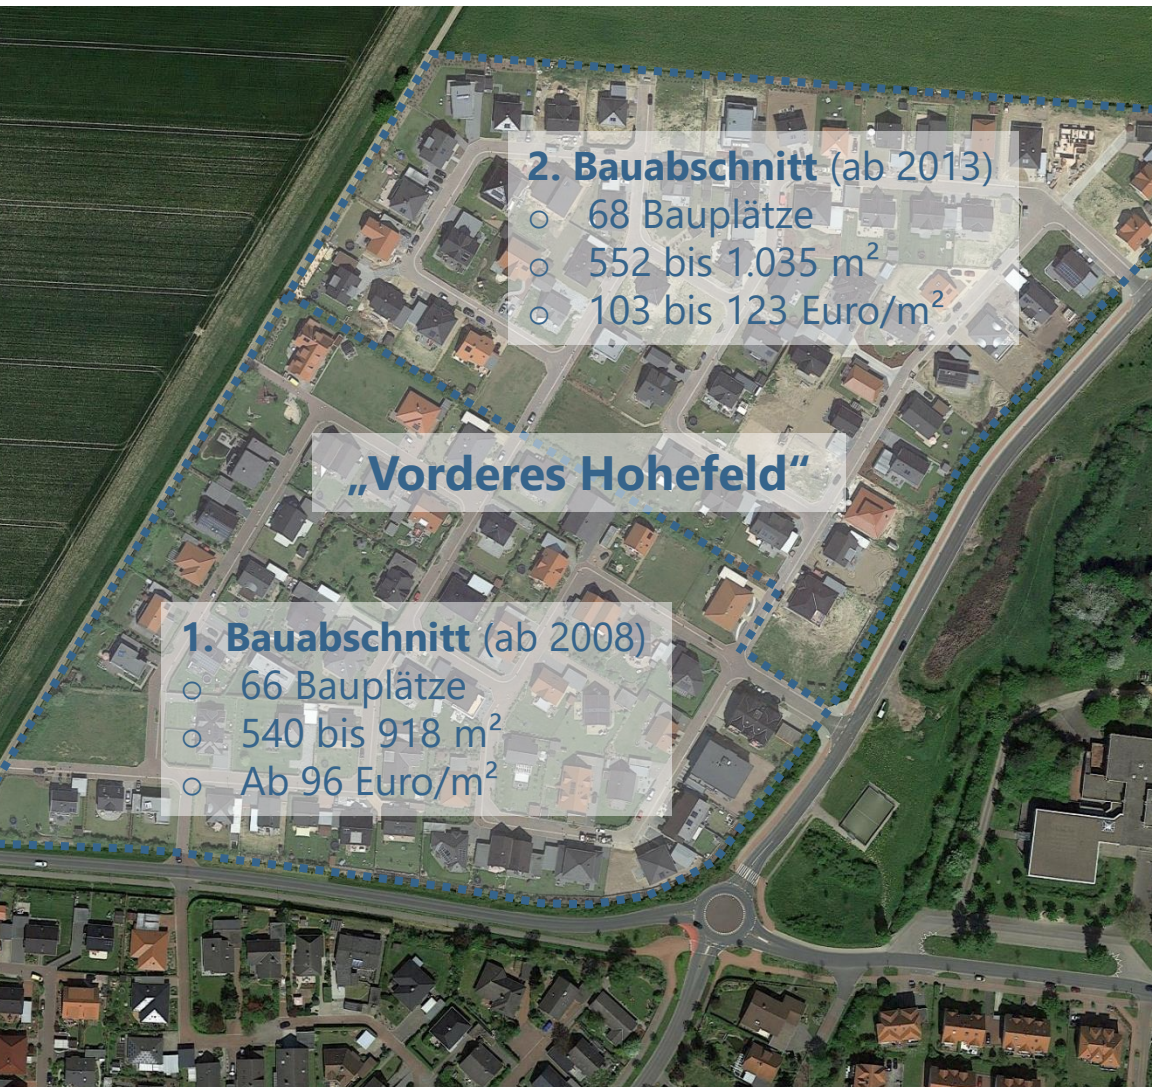 2. Bauabschnitt (ab 2013)
o 68 Bauplätze
o 552 bis 1.035 m²
o 103 bis 123 Euro/m²
„Vorderes Hohefeld“
1. Bauabschnitt (ab 2008)
o 66 Bauplätze
o 540 bis 918 m²
o Ab 96 Euro/m²